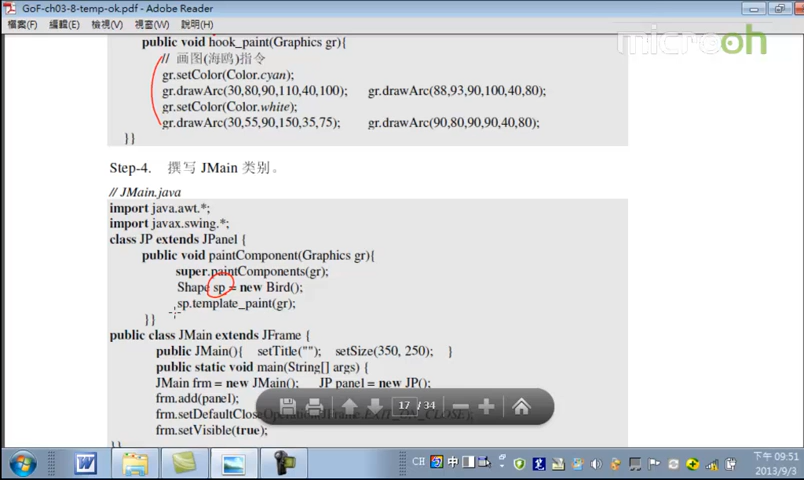 GoF-ch03-8-temp-ok.pdf - Adobe Reader
檔案(F) 編輯(E) 檢視(V) 視窗(W) 說明(H)
microoh
public void hook_paint(Graphics gr){
// 画图(海鸥)指令
gr.setColor(Color.cyan);
gr.drawArc(30,80,90,110,40,100); gr.drawArc(88,93,90,100,40,80);
gr.setColor(Color.white);
gr.drawArc(30,55,90,150,35,75); gr.drawArc(90,80,90,90,40,80);
}}
Step-4. 撰写 JMain 类别。
// JMain.java
import java.awt.*;
import javax.swing.*;
class JP extends JPanel {
public void paintComponent(Graphics gr){
super.paintComponents(gr);
Shape sp = new Bird();
sp.template_paint(gr);
}}
public class JMain extends JFrame {
public JMain(){ setTitle(""); setSize(350, 250); }
public static void main(String[] args) {
JMain frm = new JMain(); JP panel = new JP();
frm.add(panel);
frm.setDefaultCloseOperation(JFrame.EXIT_ON_CLOSE);
frm.setVisible(true);
}}
17 / 34
CH 中
下午 09:51
2013/9/3